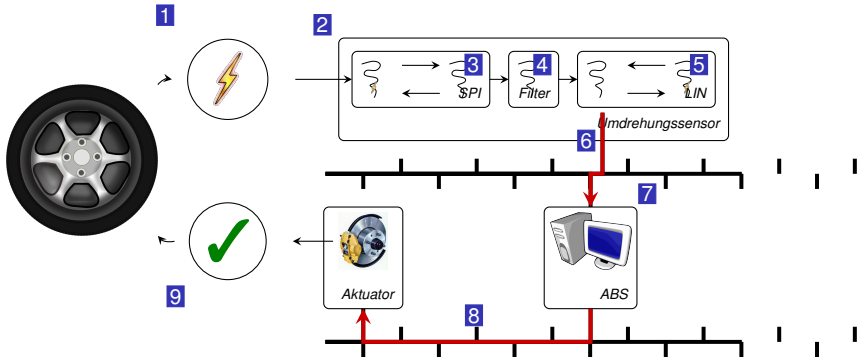 1
2
3
4
5
SPI
Filter
LIN
Umdrehungssensor
6
7
Aktuator
ABS
9
8